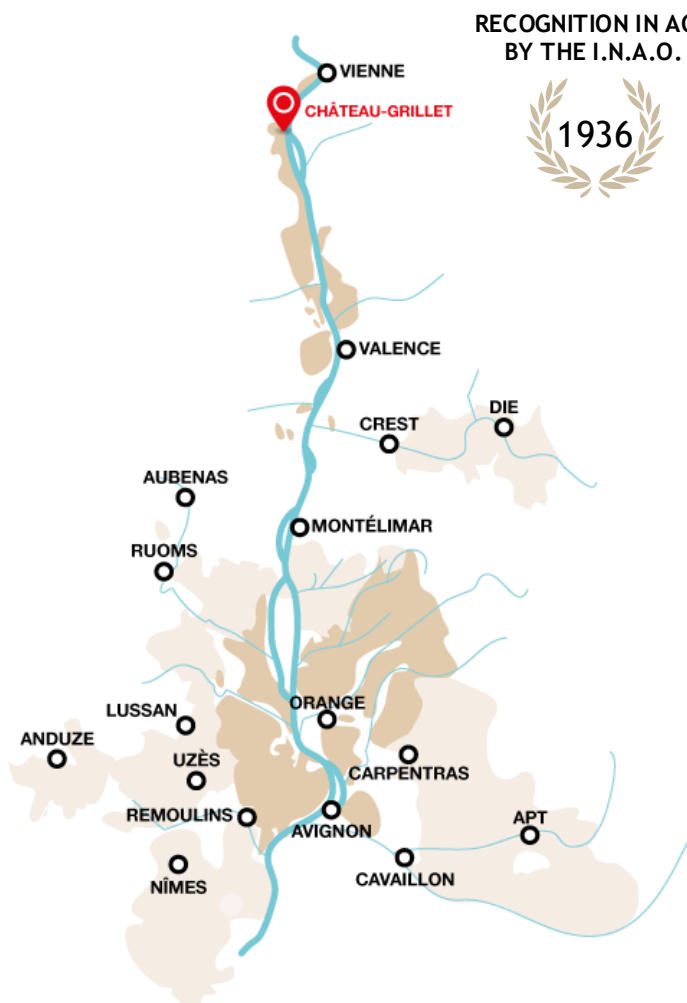 RECOGNITION IN AO
BY THE I.N.A.O.
1936
VIENNE
CHÂTEAU-GRILLET
VALENCE
DIE
CREST
AUBENAS
MONTÉLIMAR
RUOMS
ORANGE
LUSSAN
ANDUZE
UZÈS
CARPENTRAS
REMOULINS
AVIGNON
APT
CAVAILLON
NÎMES